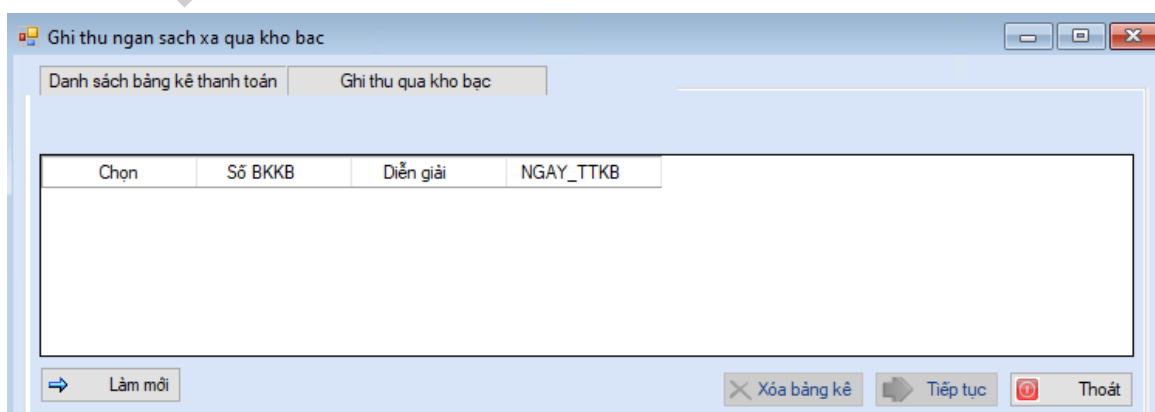 Ghi thu ngan sach xa qua kho bac
Danh sách bảng kê thanh toán Ghi thu qua kho bạc
Chọn Số BKKB Diễn giải NGAY_TTKB
Làm mới Xóa bảng kê Tiếp tục Thoát